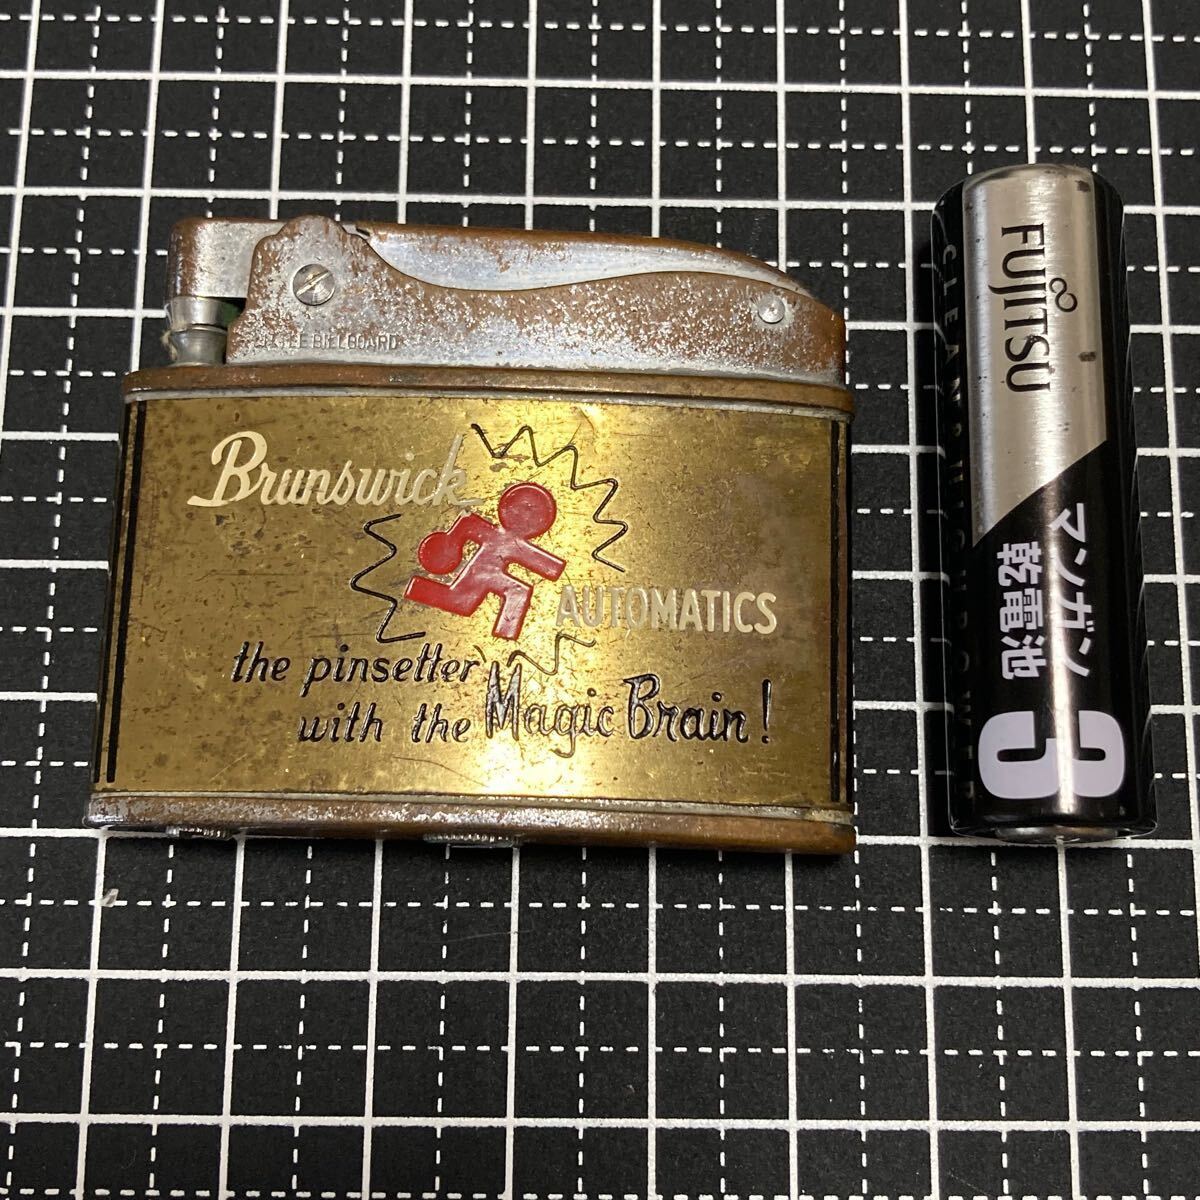 LITTLE BILLBOARD
Brunswick
AUTOMATICS
the pinsetter
with the Magic Brain!
FUJITSU
マンガン
乾電池
3